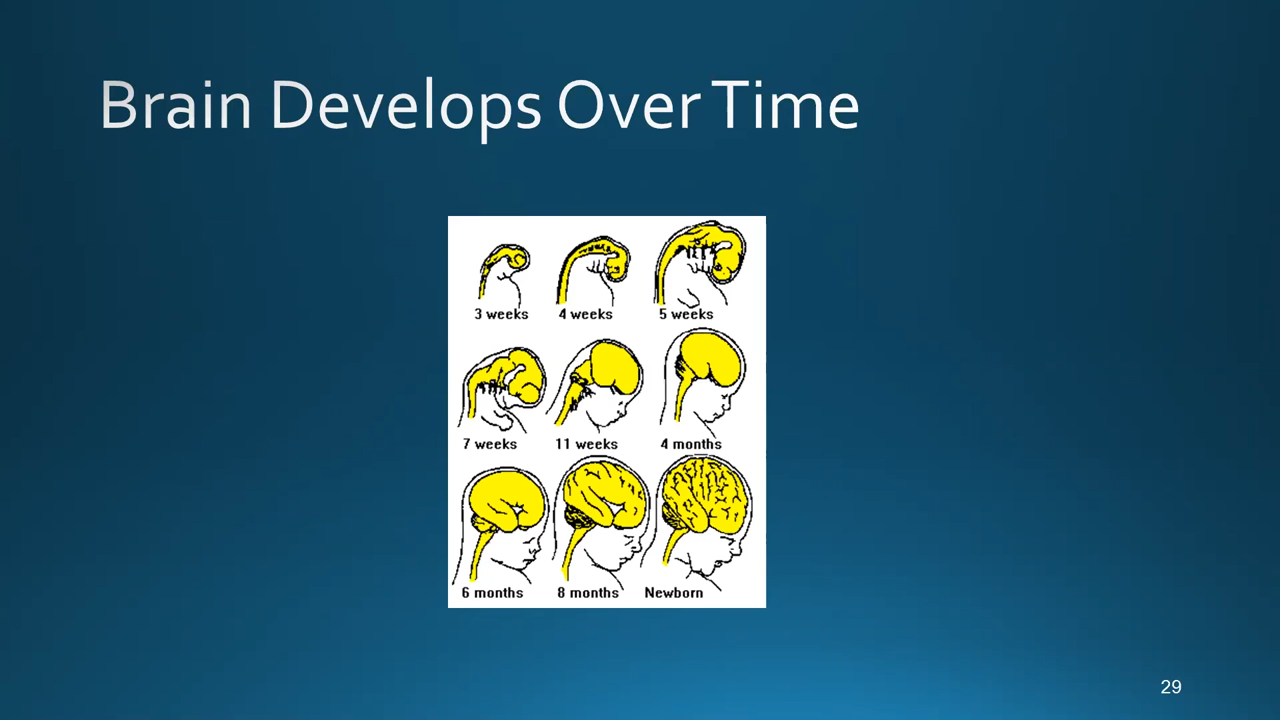 Brain Develops Over Time
3 weeks
4 weeks
5 weeks
7 weeks
11 weeks
4 months
6 months
8 months
Newborn
29